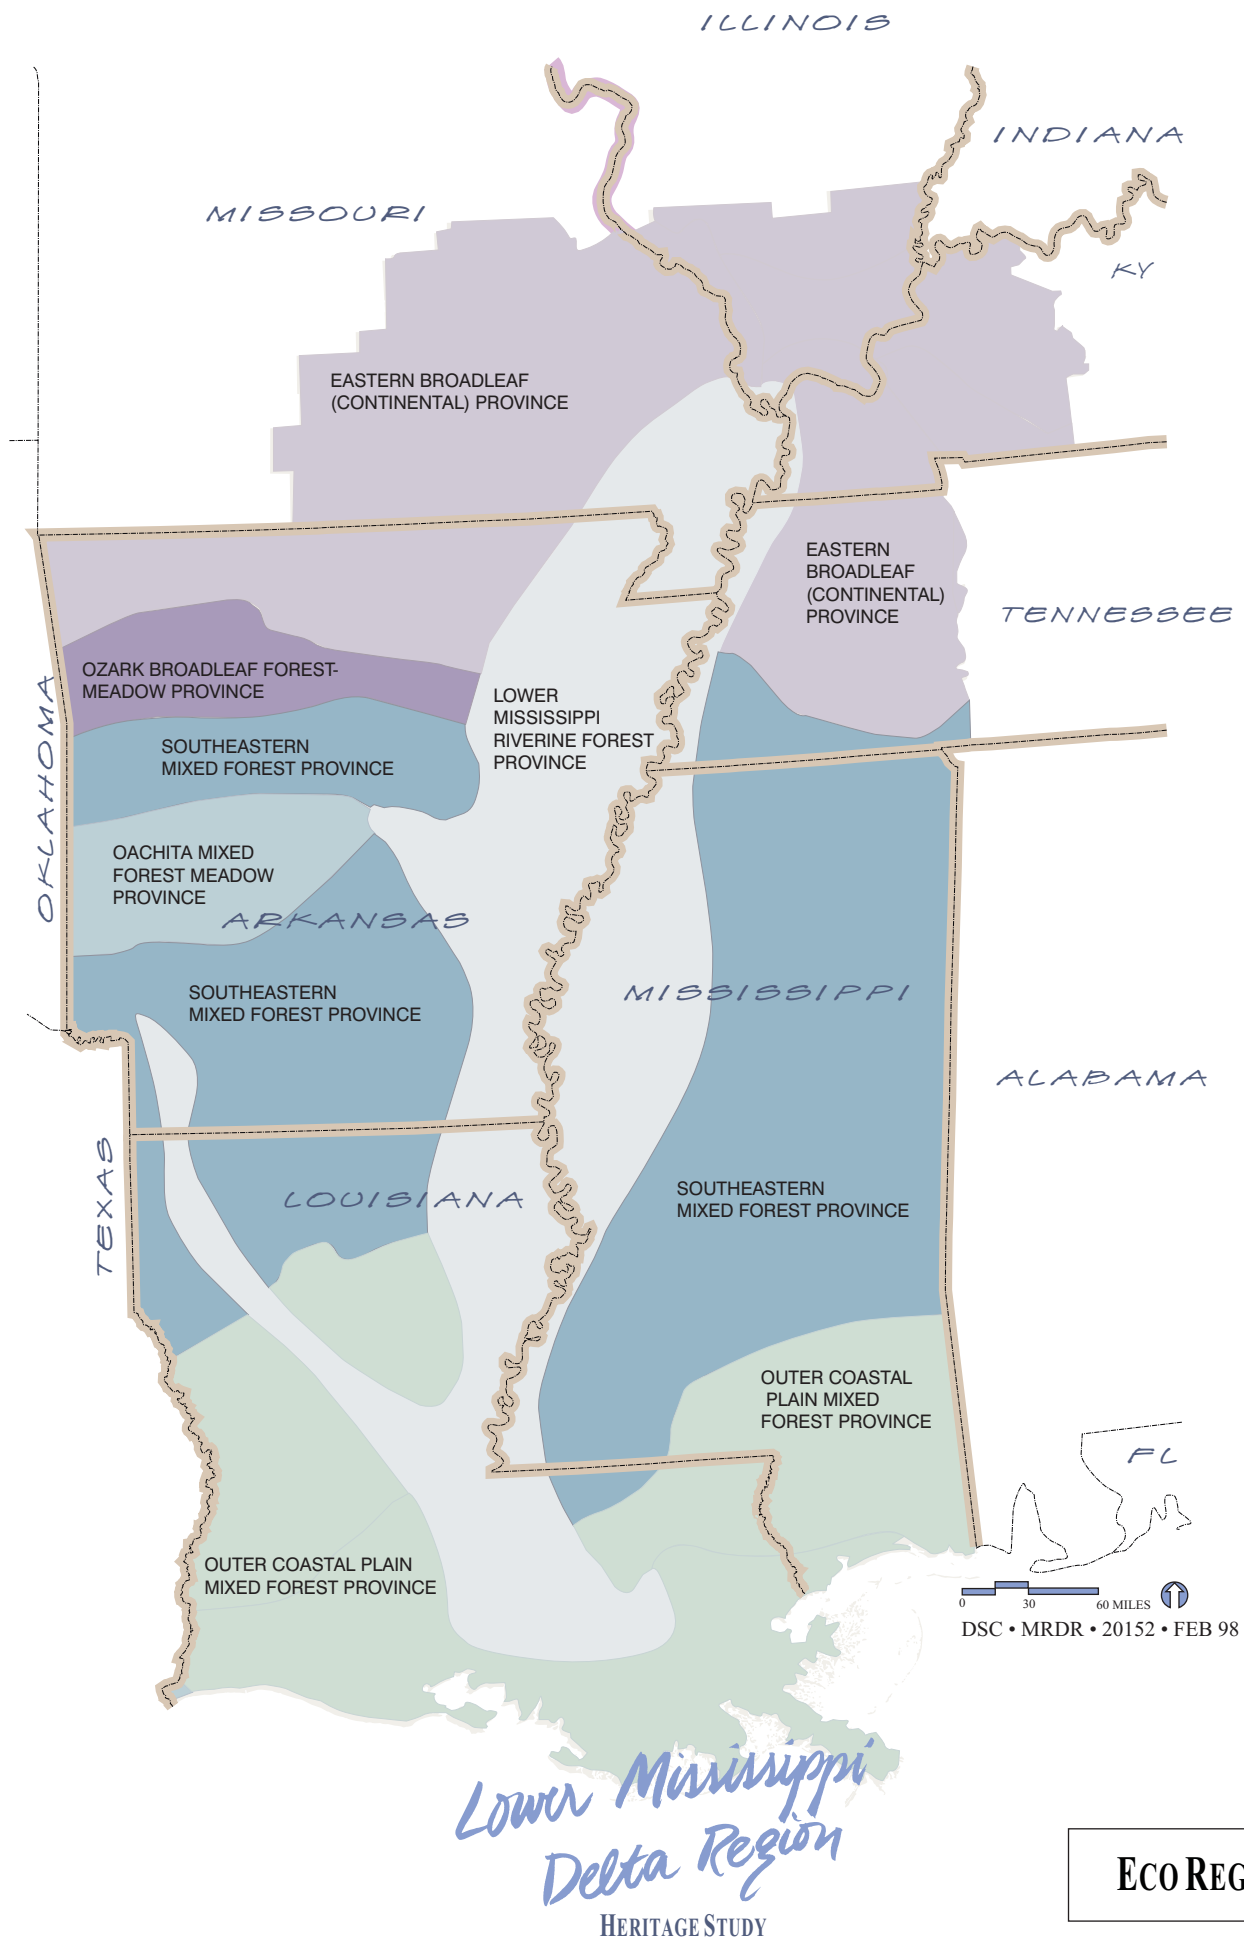 ILLINOIS
INDIANA
MISSOURI
KY
EASTERN BROADLEAF
(CONTINENTAL) PROVINCE
EASTERN
BROADLEAF
(CONTINENTAL)
PROVINCE
TENNESSEE
OZARK BROADLEAF FOREST-
MEADOW PROVINCE
OKLAHOMA
LOWER
MISSISSIPPI
RIVERINE FOREST
PROVINCE
SOUTHEASTERN
MIXED FOREST PROVINCE
OACHITA MIXED
FOREST MEADOW
PROVINCE
ARKANSAS
SOUTHEASTERN
MIXED FOREST PROVINCE
MISSISSIPPI
ALABAMA
TEXAS
LOUISIANA
SOUTHEASTERN
MIXED FOREST PROVINCE
OUTER COASTAL
PLAIN MIXED
FOREST PROVINCE
FL
OUTER COASTAL PLAIN
MIXED FOREST PROVINCE
0 30 60 MILES
DSC • MRDR • 20152 • FEB 98
Lower Mississippi
Delta Region
HERITAGE STUDY
ECO REG